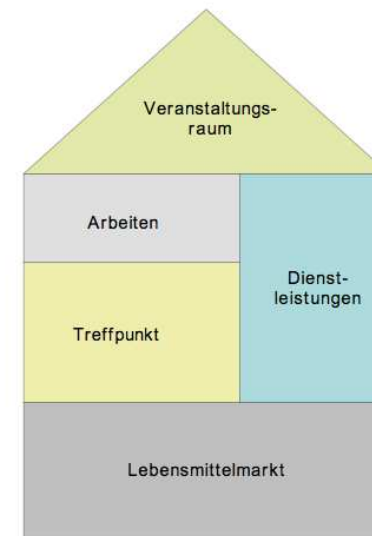 Veranstaltungs-
raum
Arbeiten
Dienst-
leistungen
Treffpunkt
Lebensmittelmarkt